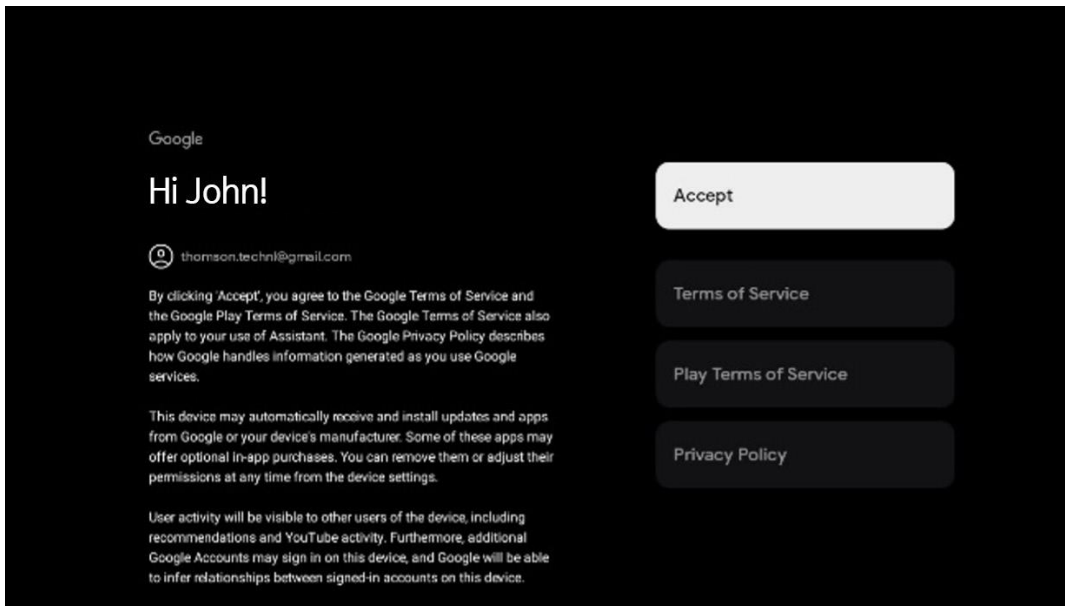 Google
Hi John!
thomson.technl@gmail.com
By clicking 'Accept', you agree to the Google Terms of Service and
the Google Play Terms of Service. The Google Terms of Service also
apply to your use of Assistant. The Google Privacy Policy describes
how Google handles information generated as you use Google
services.
This device may automatically receive and install updates and apps
from Google or your device's manufacturer. Some of these apps may
offer optional in-app purchases. You can remove them or adjust their
permissions at any time from the device settings.
User activity will be visible to other users of the device, including
recommendations and YouTube activity. Furthermore, additional
Google Accounts may sign in on this device, and Google will be able
to infer relationships between signed-in accounts on this device.
Accept
Terms of Service
Play Terms of Service
Privacy Policy